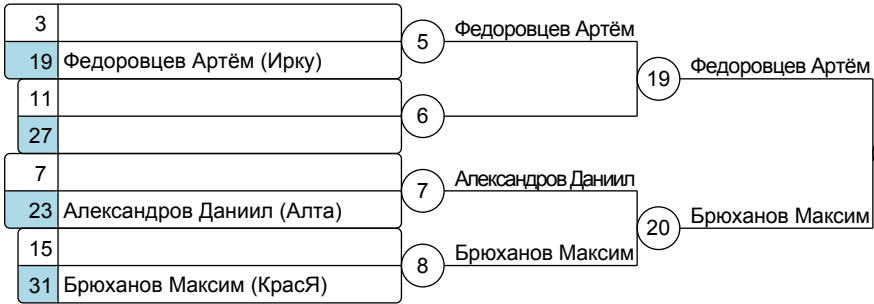 3
5
Федоровцев Артём
19 Федоровцев Артём (Ирку)
19
Федоровцев Артём
11
6
27
7
7
Александров Даниил
23 Александров Даниил (Алта)
20
Брюханов Максим
15
8
Брюханов Максим
31 Брюханов Максим (КрасЯ)